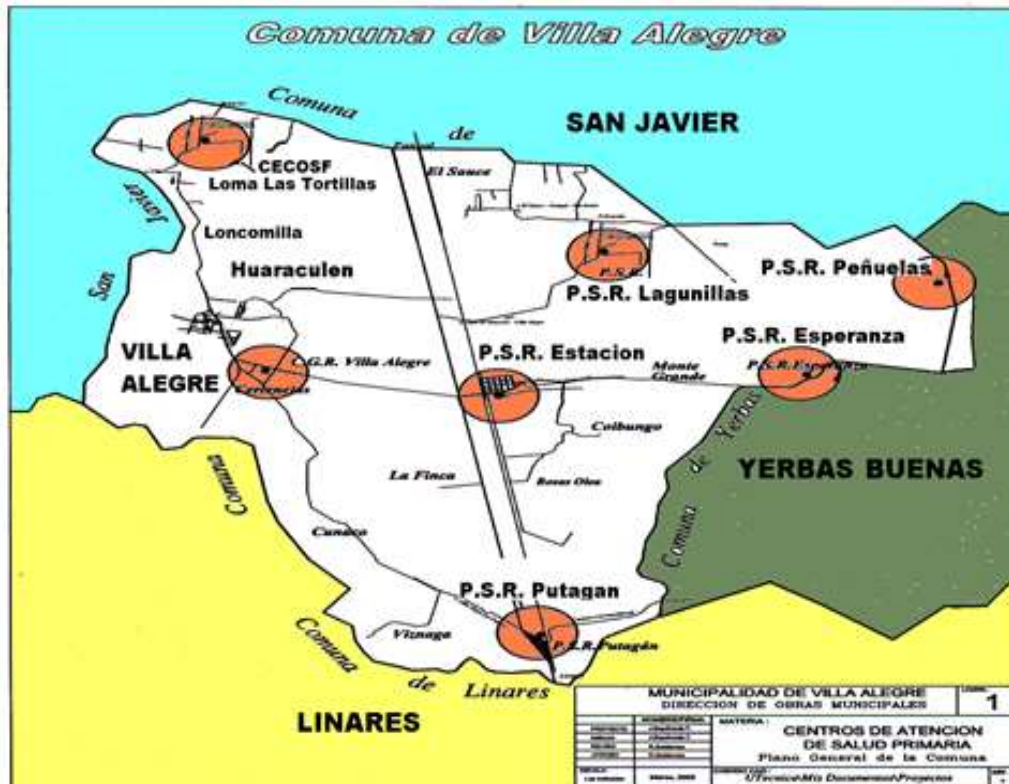 Comuna de Villa Alegre
Comuna
de
SAN JAVIER
CECOSF
Loma Las Tortillas
El Sauce
Javier
San
Loncomilla
Huaraculen
P.S.R.
P.S.R. Lagunillas
P.S.R. Peñuelas
P.S.R. Esperanza
P.S.R. Esperanza
VILLA
ALEGRE
C.G.R. Villa Alegre
P.S.R. Estacion
Monte
Grande
Coibungo
La Finca
Comuna de Yerbas
YERBAS BUENAS
Comuna
Cunaco
P.S.R. Putagan
P.S.R. Putagán
Viznaga
Comuna
de Linares
LINARES
MUNICIPALIDAD DE VILLA ALEGRE
DIRECCION DE OBRAS MUNICIPALES
1
MATERIA :
CENTROS DE ATENCION
DE SALUD PRIMARIA
Plano General de la Comuna